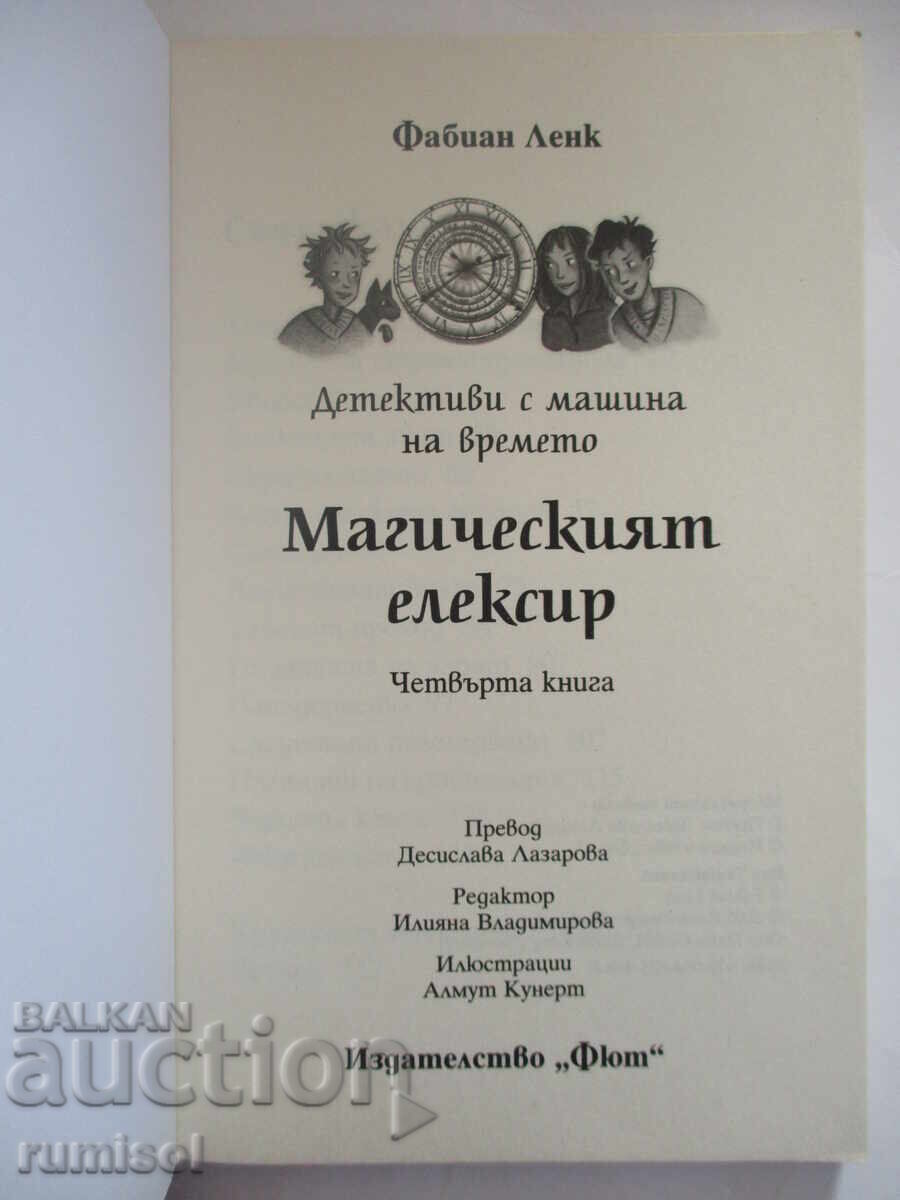 Фабиан Ленк
Детективи с машина
на времето
Магическият
елексир
Четвърта книга
Превод
Десислава Лазарова
Редактор
Илияна Владимирова
Илюстрации
Алмут Кунерт
Издателство „Фют“
BALKAN
auction
rumisol